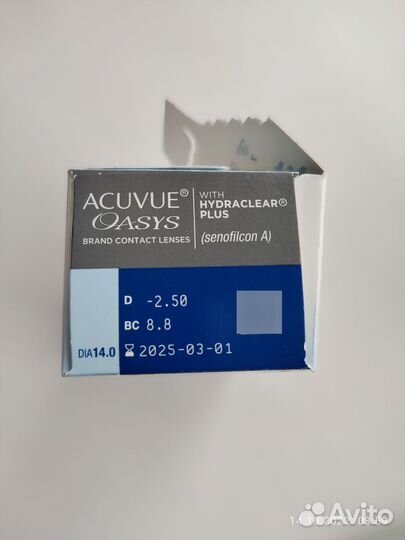 ACUVUE® WITH HYDRACLEAR® PLUS
OASYS
BRAND CONTACT LENSES (senofilcon A)
D -2.50
BC 8.8
DIA14.0 2025-03-01
Avito